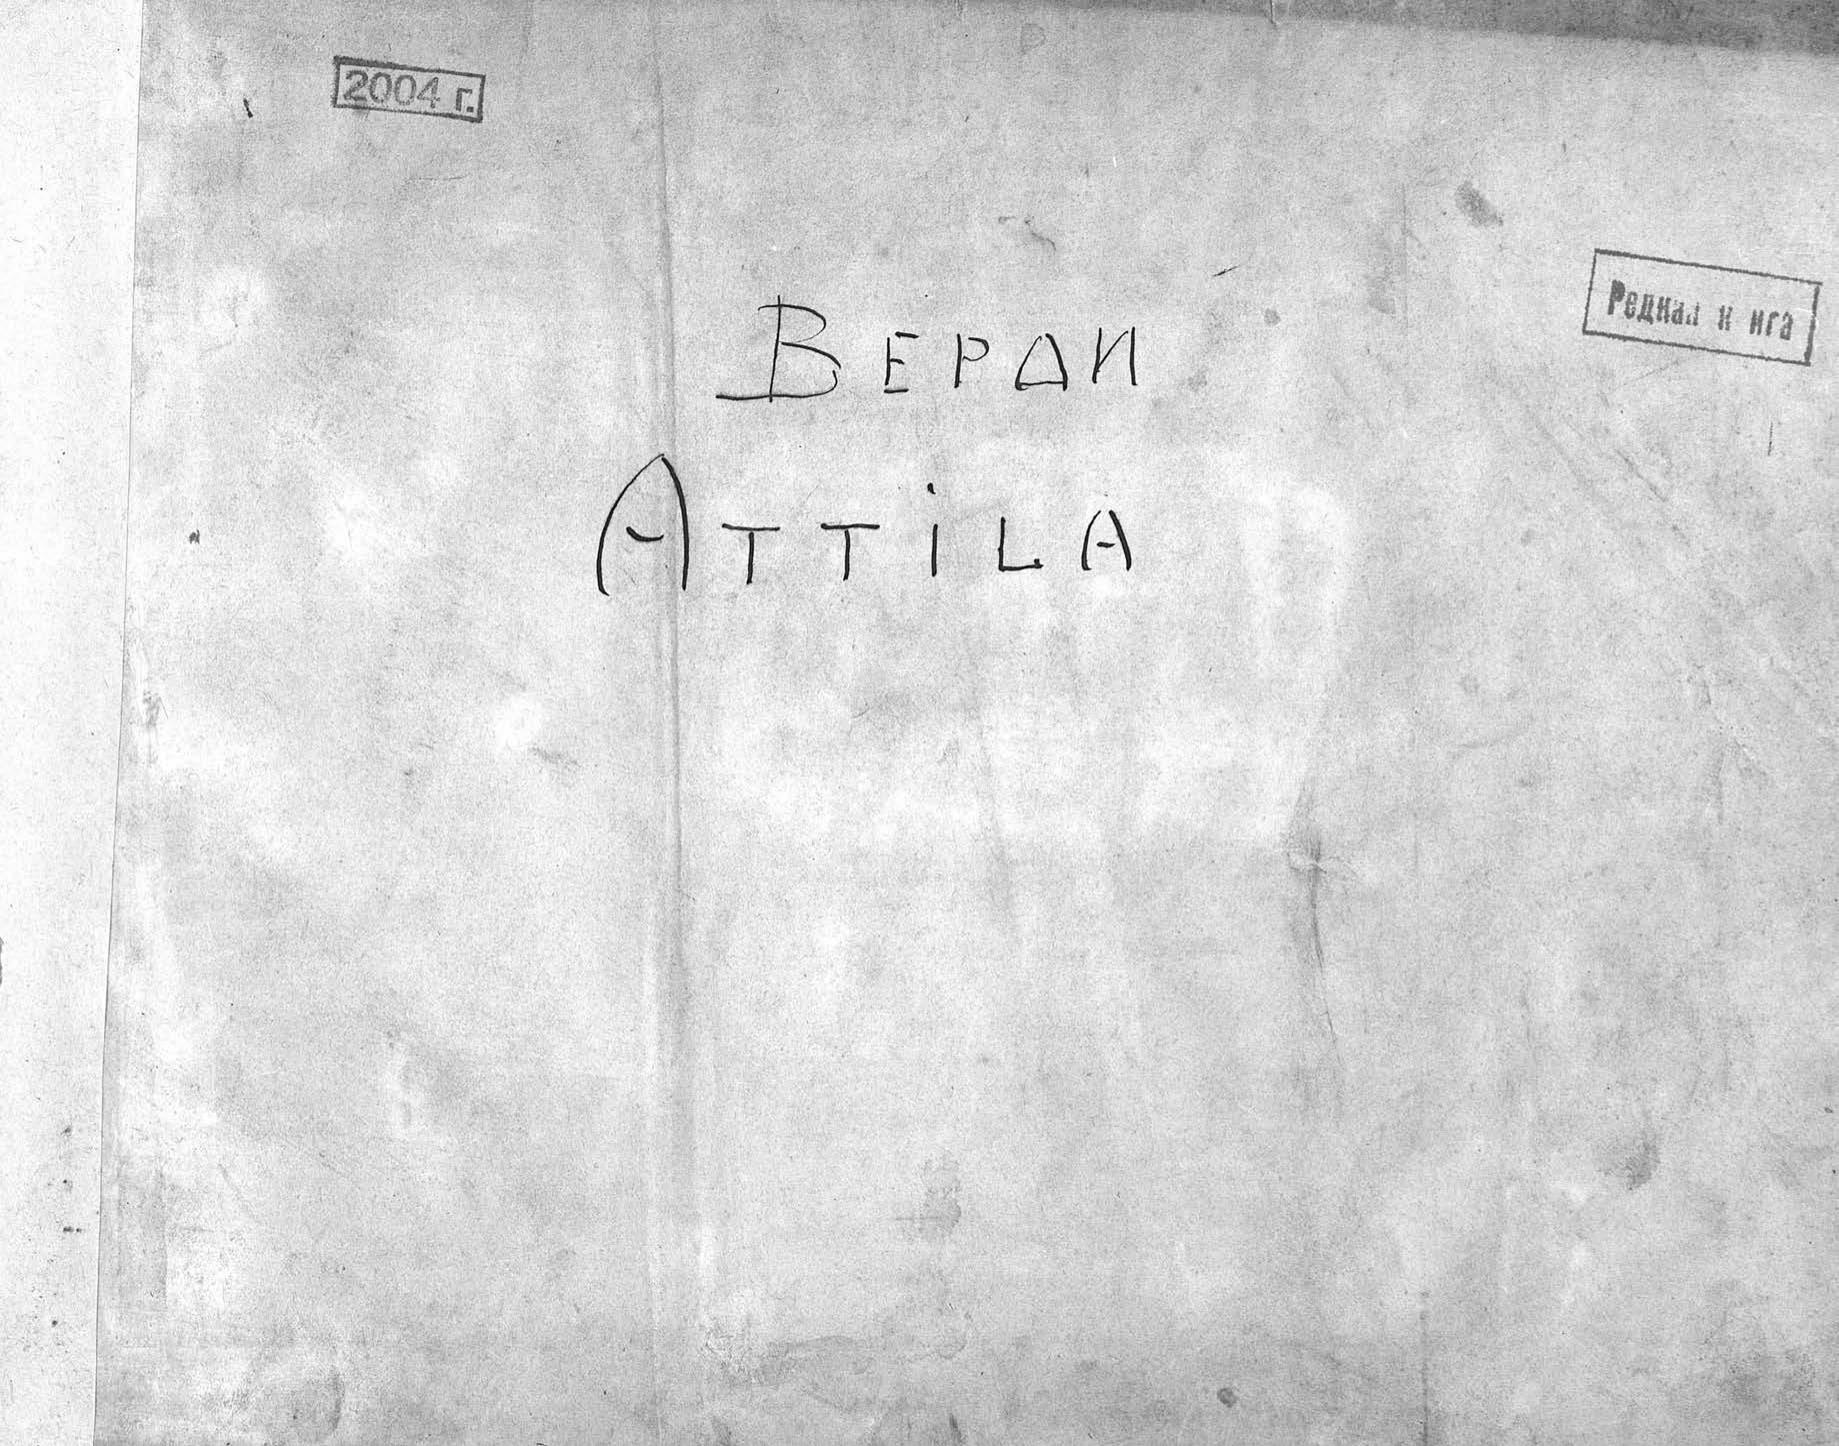 2004 г.
Редкая книга
Верди
Attila